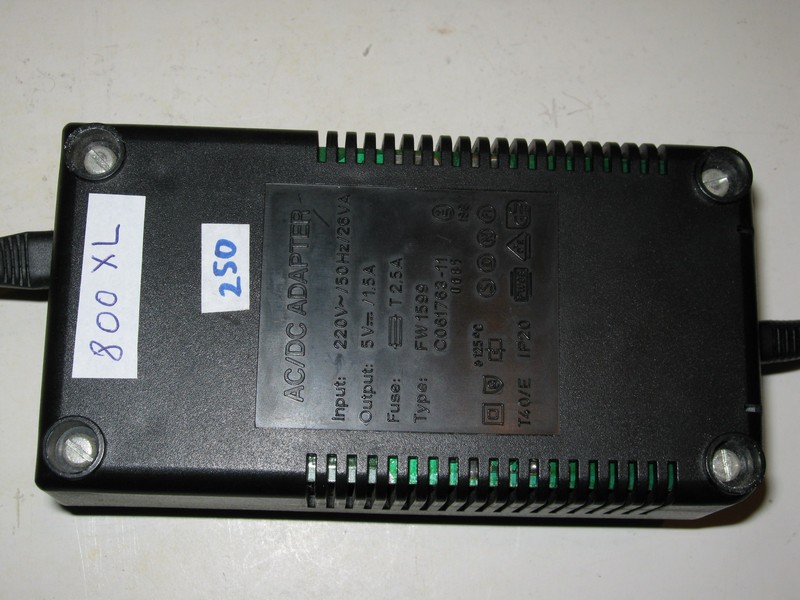 800 XL
250
AC/DC ADAPTER
Input: 220V~/50Hz/28VA
Output: 5V⎓/1.5A
Fuse: T 2.5A
Type: FW1599
C061763-11
T40/E IP20